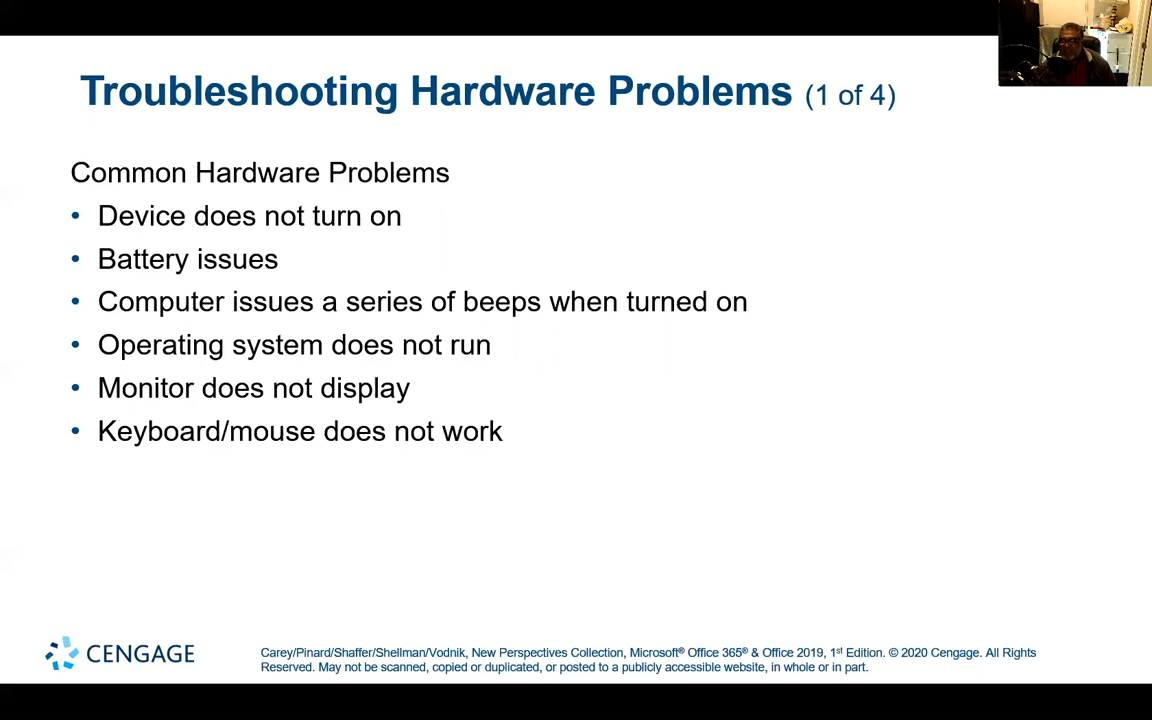 Troubleshooting Hardware Problems (1 of 4)
Common Hardware Problems
• Device does not turn on
• Battery issues
• Computer issues a series of beeps when turned on
• Operating system does not run
• Monitor does not display
• Keyboard/mouse does not work
CENGAGE
Carey/Pinard/Shaffer/Shellman/Vodnik, New Perspectives Collection, Microsoft® Office 365® & Office 2019, 1st Edition. © 2020 Cengage. All Rights
Reserved. May not be scanned, copied or duplicated, or posted to a publicly accessible website, in whole or in part.